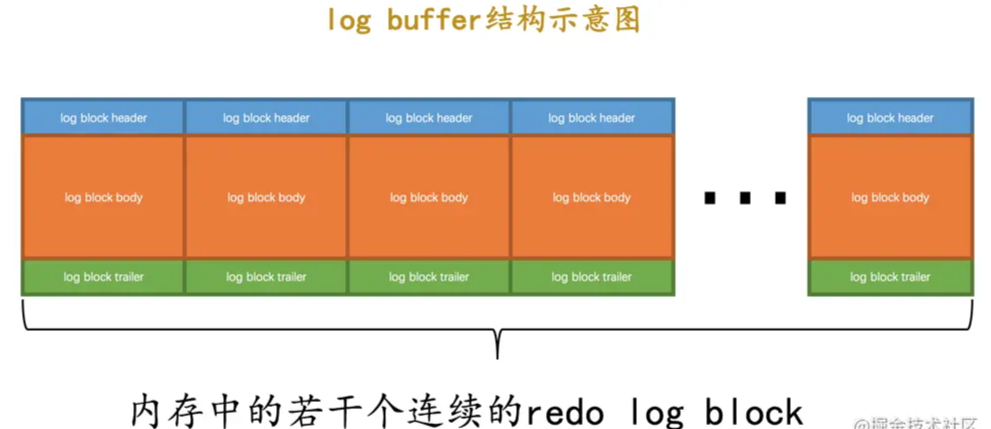 log buffer结构示意图
log block header log block header log block header log block header log block header
log block body log block body log block body log block body log block body
log block trailer log block trailer log block trailer log block trailer log block trailer
内存中的若干个连续的redo log block
@掘金技术社区